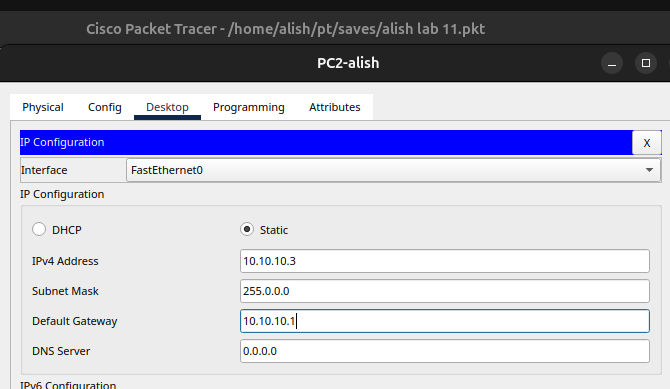 Cisco Packet Tracer - /home/alish/pt/saves/alish lab 11.pkt
PC2-alish
Physical Config Desktop Programming Attributes
IP Configuration X
Interface FastEthernet0
IP Configuration
DHCP Static
IPv4 Address 10.10.10.3
Subnet Mask 255.0.0.0
Default Gateway 10.10.10.1
DNS Server 0.0.0.0
IPv6 Configuration